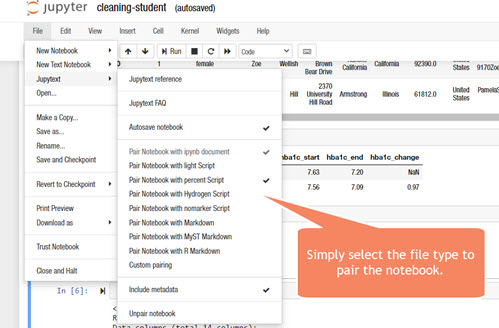 jupyter cleaning-student (autosaved)
File Edit View Insert Cell Kernel Widgets Help
New Notebook
New Text Notebook
Jupytext
Open...
Make a Copy...
Save as...
Rename...
Save and Checkpoint
Revert to Checkpoint
Print Preview
Download as
Trust Notebook
Close and Halt
Run Code
Jupytext reference
Jupytext FAQ
Autosave notebook
Pair Notebook with ipynb document
Pair Notebook with light Script
Pair Notebook with percent Script
Pair Notebook with Hydrogen Script
Pair Notebook with nomarker Script
Pair Notebook with Markdown
Pair Notebook with MyST Markdown
Pair Notebook with R Markdown
Custom pairing
Include metadata
Unpair notebook
1 female Zoe Wellish Brown California 92390.0 United 9170Zoe
Bear Drive States
2370
Hill University Armstrong Illinois 61812.0 United PamelaS
Hill Road States
hba1c_start hba1c_end hba1c_change
7.63 7.20 NaN
7.56 7.09 0.97
Simply select the file type to
pair the notebook.
In [6]:
<
R
Data columns (total 14 columns):